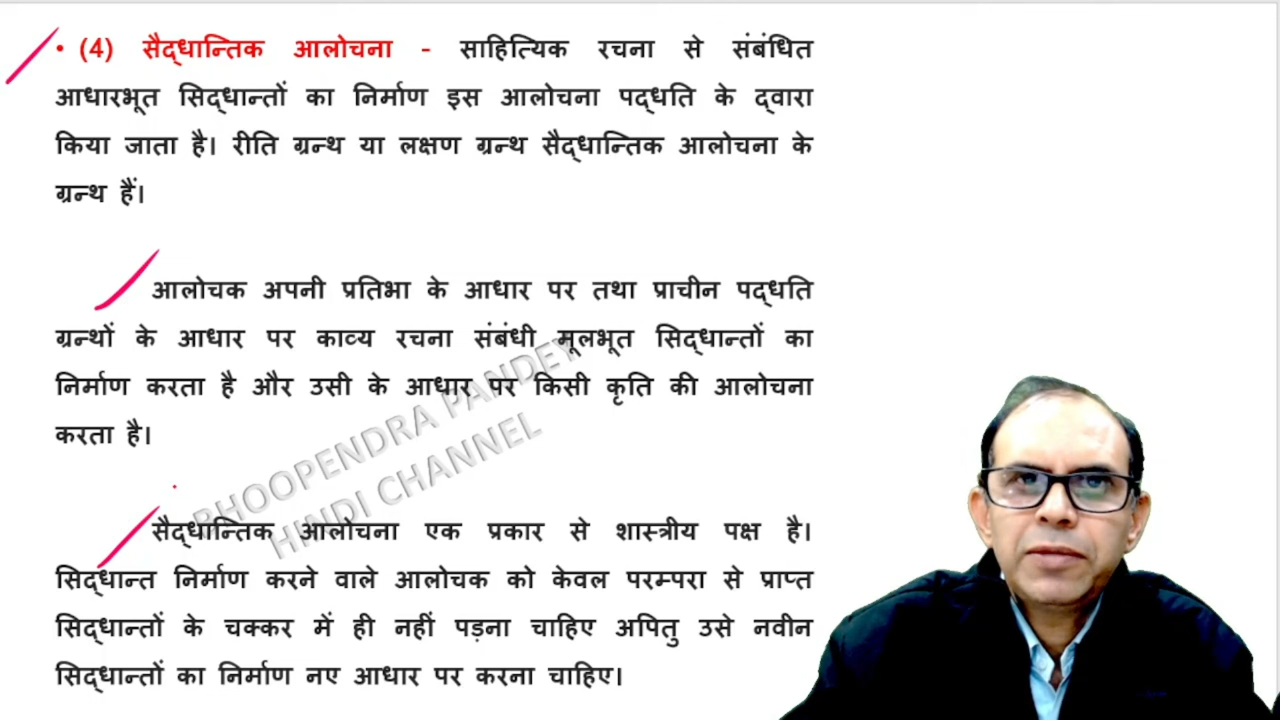 • (4) सैद्धान्तिक आलोचना - साहित्यिक रचना से संबंधित
आधारभूत सिद्धान्तों का निर्माण इस आलोचना पद्धति के द्वारा
किया जाता है। रीति ग्रन्थ या लक्षण ग्रन्थ सैद्धान्तिक आलोचना के
ग्रन्थ हैं।
आलोचक अपनी प्रतिभा के आधार पर तथा प्राचीन पद्धति
ग्रन्थों के आधार पर काव्य रचना संबंधी मूलभूत सिद्धान्तों का
निर्माण करता है और उसी के आधार पर किसी कृति की आलोचना
करता है।
BHOOPENDRA PANDEY
HINDI CHANNEL
सैद्धान्तिक आलोचना एक प्रकार से शास्त्रीय पक्ष है।
सिद्धान्त निर्माण करने वाले आलोचक को केवल परम्परा से प्राप्त
सिद्धान्तों के चक्कर में ही नहीं पड़ना चाहिए अपितु उसे नवीन
सिद्धान्तों का निर्माण नए आधार पर करना चाहिए।